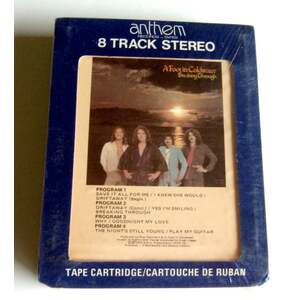 anthem
8 TRACK STEREO
A Foot in Coldwater
Breaking Through
PROGRAM 1
SAVE IT ALL FOR ME / I KNEW SHE WOULD /
DRIFTAWAY (Begin.)
PROGRAM 2
DRIFTAWAY (Concl.) / YES I'M SMILING /
BREAKING THROUGH
PROGRAM 3
WHY / GOODNIGHT MY LOVE
PROGRAM 4
THE NIGHT'S STILL YOUNG / PLAY MY GUITAR
TAPE CARTRIDGE/CARTOUCHE DE RUBAN